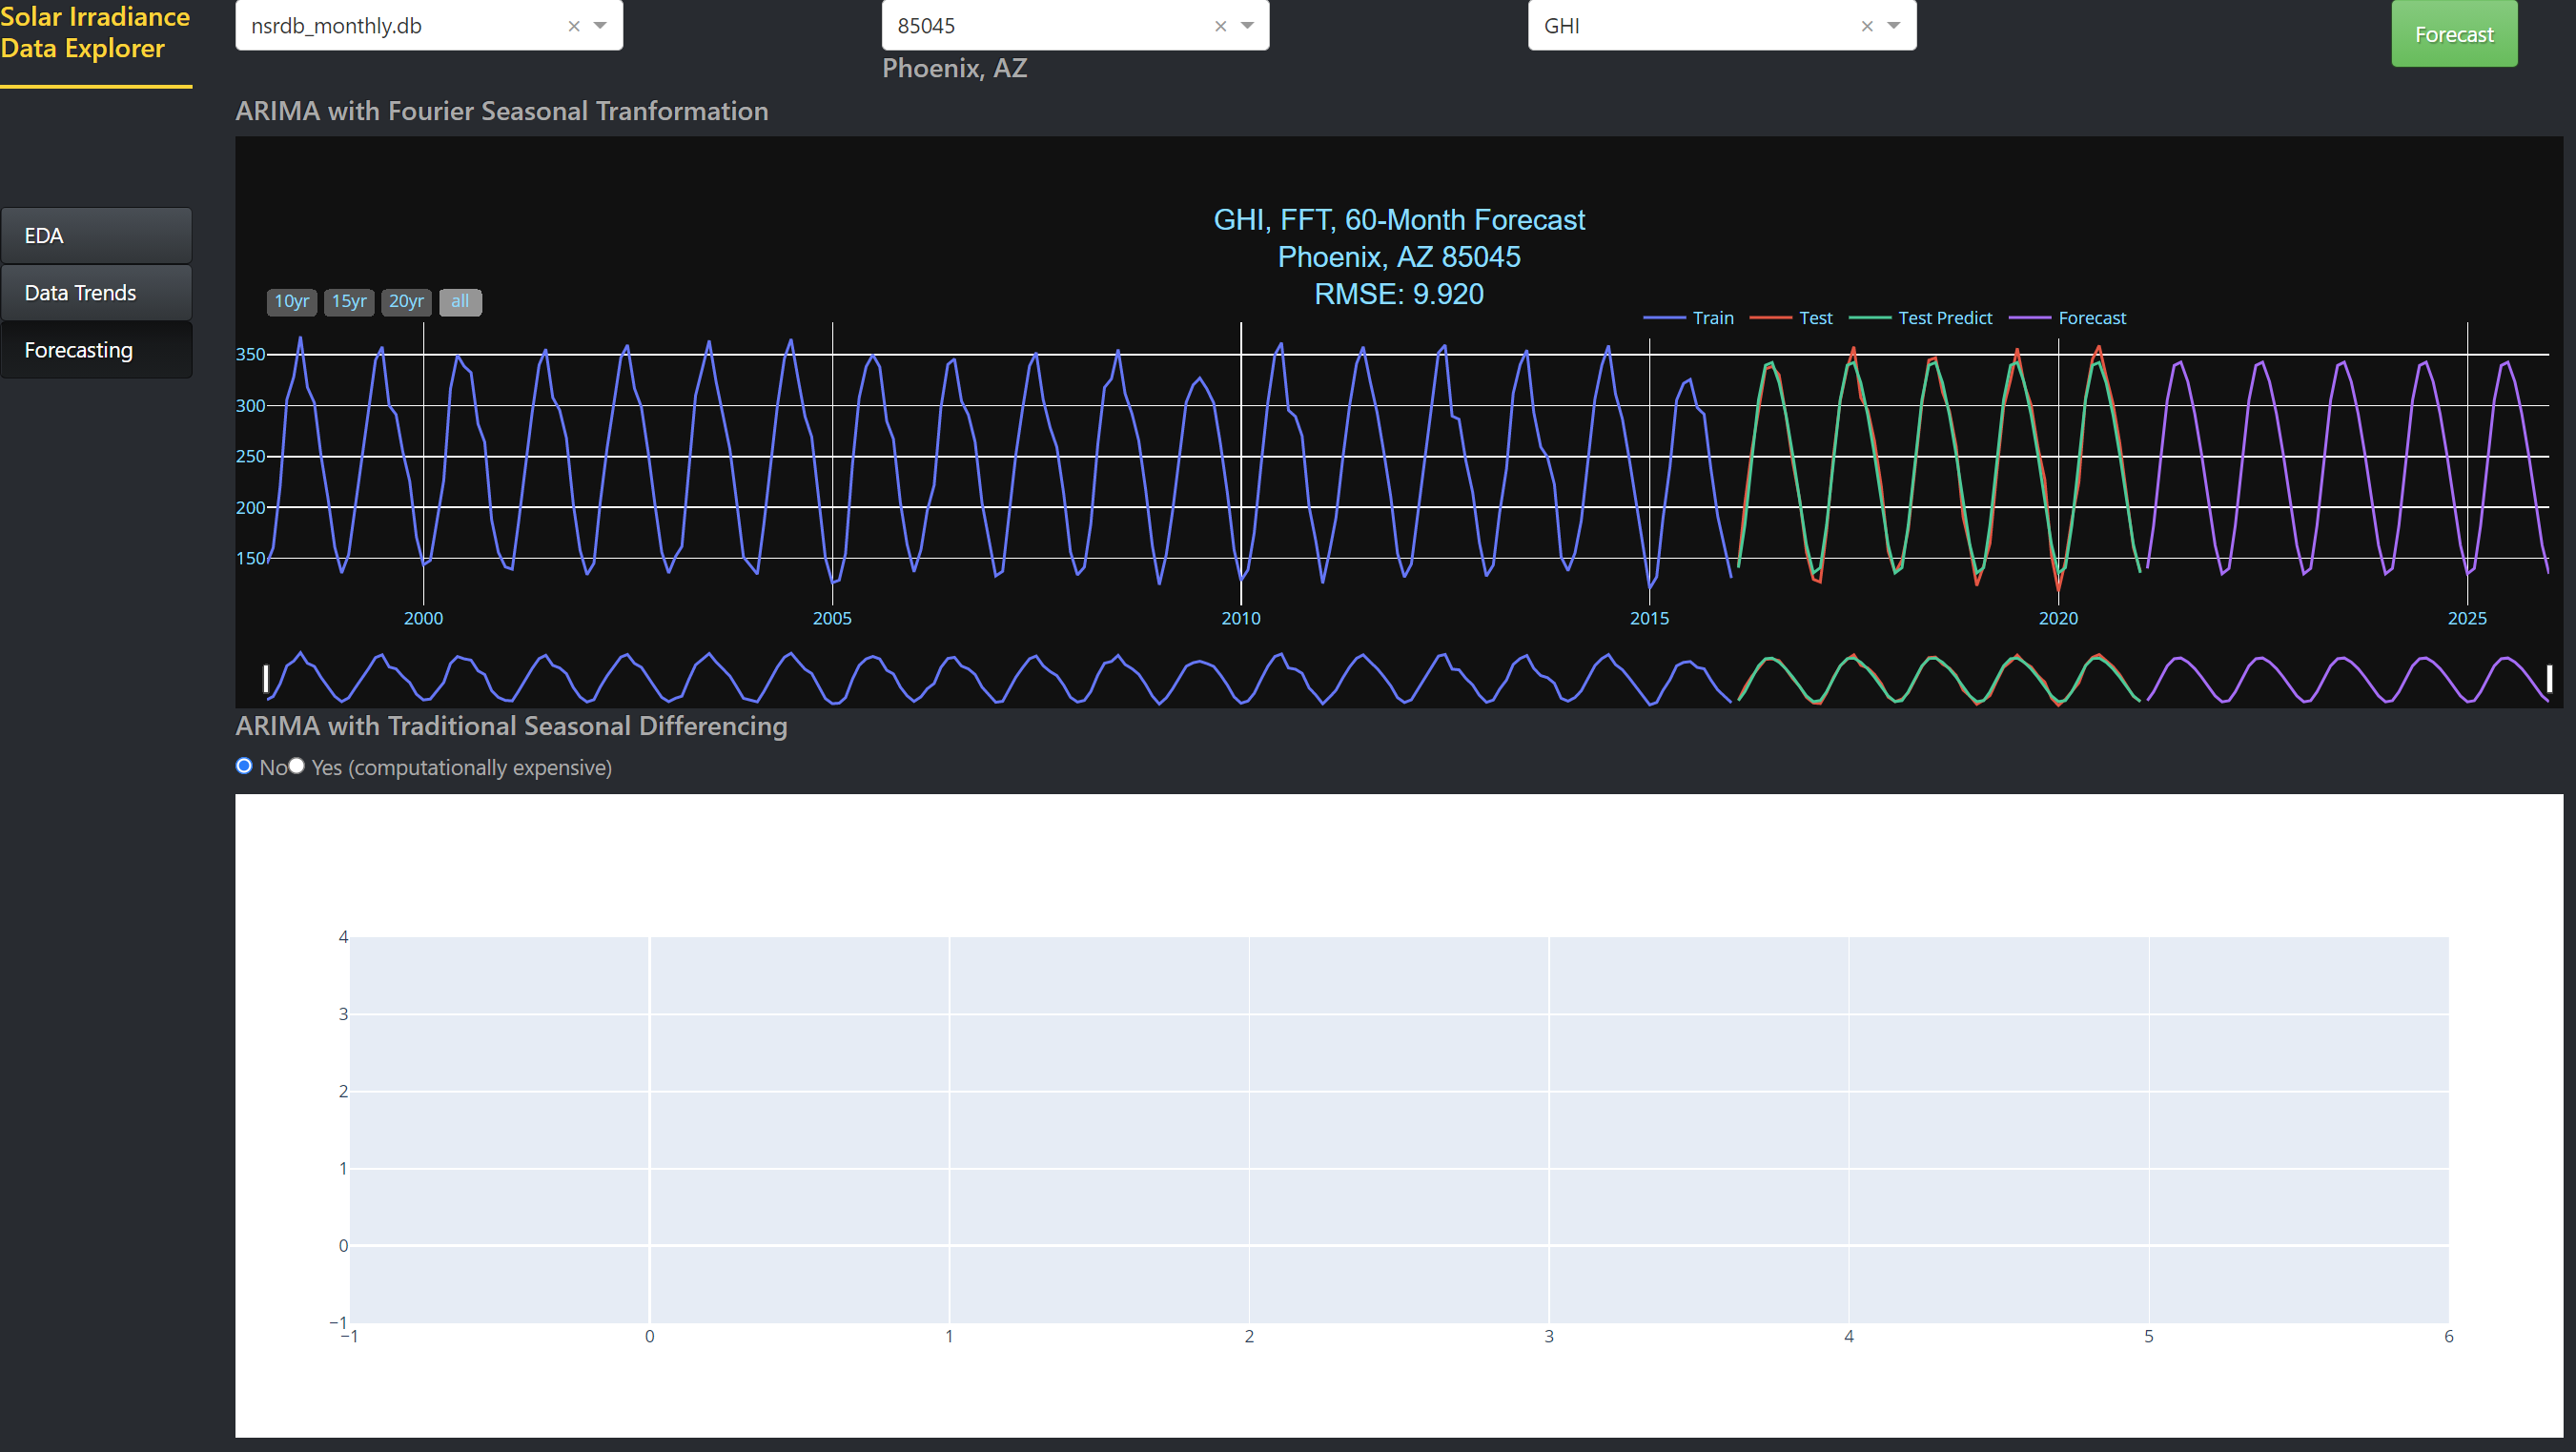 Solar Irradiance
Data Explorer
nsrdb_monthly.db
85045
GHI
Forecast
Phoenix, AZ
EDA
Data Trends
Forecasting
ARIMA with Fourier Seasonal Tranformation
GHI, FFT, 60-Month Forecast
Phoenix, AZ 85045
RMSE: 9.920
10yr 15yr 20yr all
Train Test Test Predict Forecast
350
300
250
200
150
2000 2005 2010 2015 2020 2025
ARIMA with Traditional Seasonal Differencing
No Yes (computationally expensive)
4
3
2
1
0
−1
−1 0 1 2 3 4 5 6